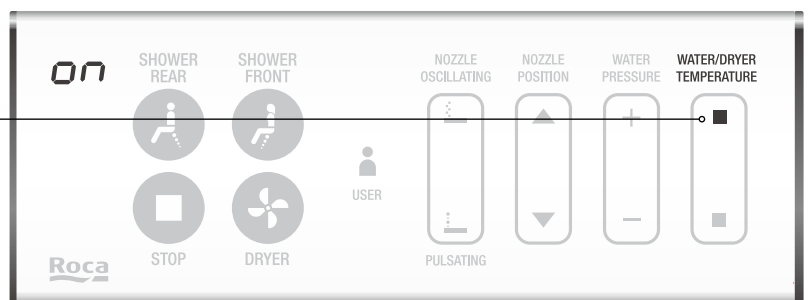 on
SHOWER
REAR
SHOWER
FRONT
NOZZLE
OSCILLATING
NOZZLE
POSITION
WATER
PRESSURE
WATER/DRYER
TEMPERATURE
USER
STOP
DRYER
PULSATING
Roca